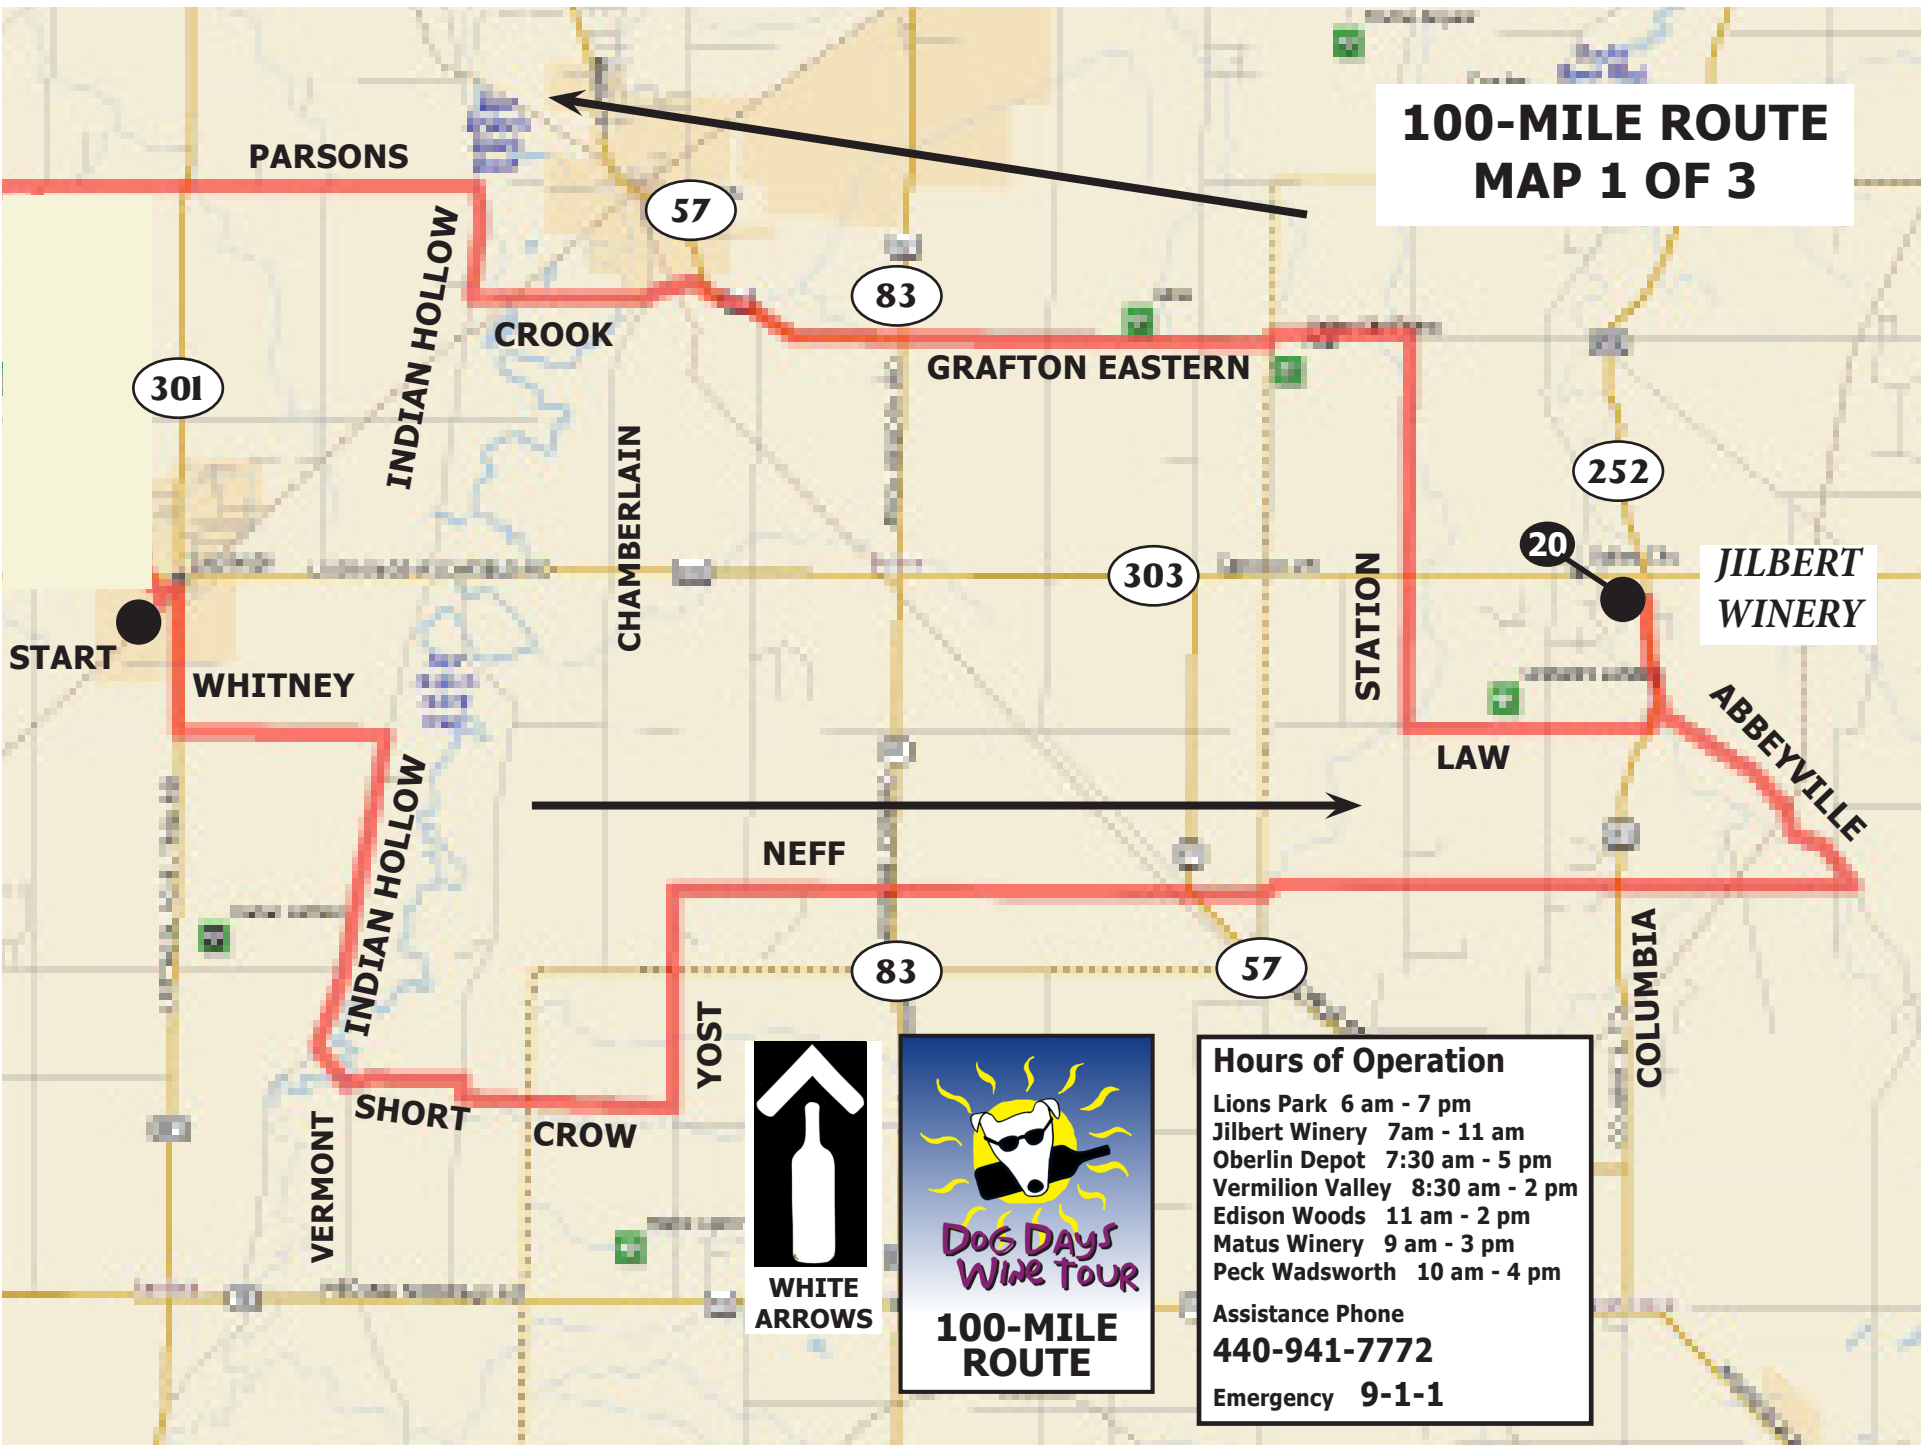 100-MILE ROUTE
MAP 1 OF 3
PARSONS
57
INDIAN HOLLOW
83
CROOK
GRAFTON EASTERN
301
252
CHAMBERLAIN
20
JILBERT
WINERY
303
STATION
START
WHITNEY
ABBEYVILLE
LAW
INDIAN HOLLOW
NEFF
83
57
COLUMBIA
YOST
SHORT
CROW
VERMONT
WHITE
ARROWS
DOG DAYS
WINE TOUR
100-MILE
ROUTE
Hours of Operation
Lions Park 6 am - 7 pm
Jilbert Winery 7am - 11 am
Oberlin Depot 7:30 am - 5 pm
Vermilion Valley 8:30 am - 2 pm
Edison Woods 11 am - 2 pm
Matus Winery 9 am - 3 pm
Peck Wadsworth 10 am - 4 pm
Assistance Phone
440-941-7772
Emergency 9-1-1